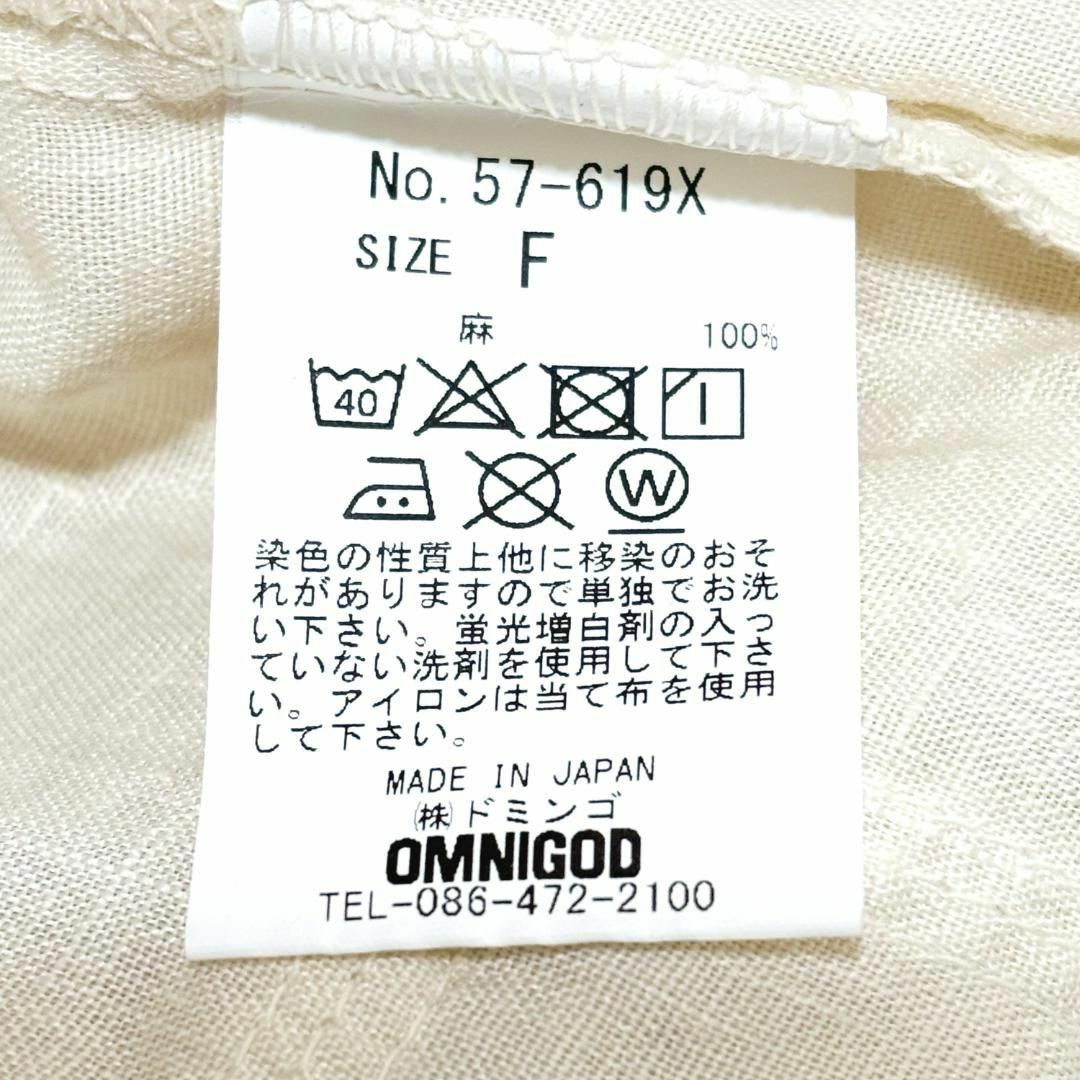 No. 57-619X
SIZE F
麻 100%
40
W
染色の性質上他に移染のおそ
れがありますので単独でお洗
い下さい。蛍光増白剤の入っ
ていない洗剤を使用して下さ
い。アイロンは当て布を使用
して下さい。
MADE IN JAPAN
㈱ドミンゴ
OMNIGOD
TEL-086-472-2100